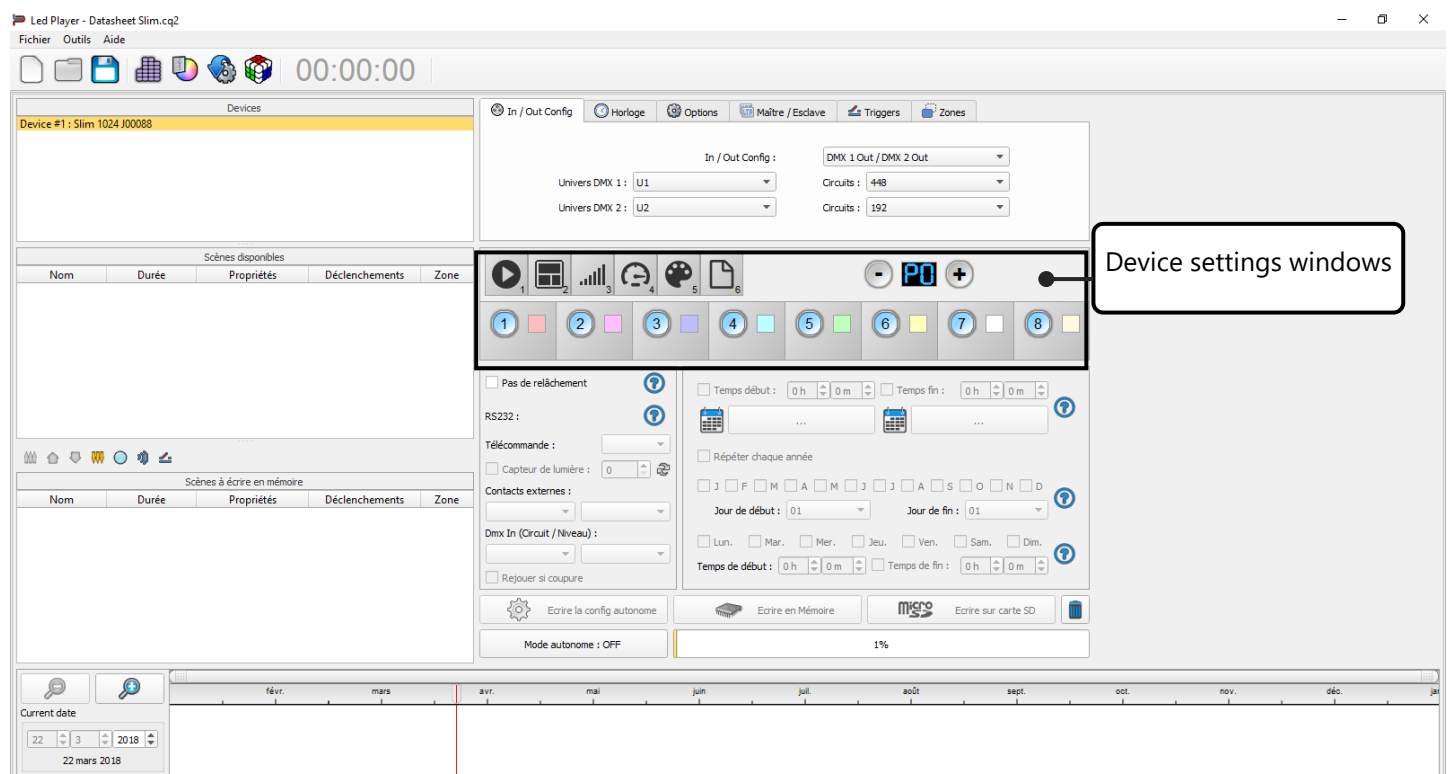 Led Player - Datasheet Slim.cq2
Fichier Outils Aide
00:00:00
Devices
Device #1 : Slim 1024 J00088
In / Out Config Horloge Options Maître / Esclave Triggers Zones
In / Out Config : DMX 1 Out / DMX 2 Out
Univers DMX 1 : U1 Circuits : 448
Univers DMX 2 : U2 Circuits : 192
Scènes disponibles
Nom Durée Propriétés Déclenchements Zone
1 2 3 4 5 6 - P0 +
Device settings windows
1 2 3 4 5 6 7 8
Pas de relâchement ?
RS232 : ?
Télécommande :
Capteur de lumière : 0
Contacts externes :
Dmx In (Circuit / Niveau) :
Rejouer si coupure
Temps début : 0 h 0 m Temps fin : 0 h 0 m ?
... ...
Répéter chaque année
J F M A M J J A S O N D ?
Jour de début : 01 Jour de fin : 01
Lun. Mar. Mer. Jeu. Ven. Sam. Dim. ?
Temps de début : 0 h 0 m Temps de fin : 0 h 0 m
Scènes à écrire en mémoire
Nom Durée Propriétés Déclenchements Zone
Ecrire la config autonome Ecrire en Mémoire micro SD Ecrire sur carte SD
Mode autonome : OFF 1%
févr. mars avr. mai juin juil. août sept. oct. nov. déc. jan
Current date
22 3 2018
22 mars 2018